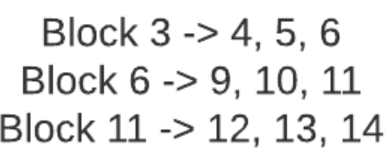 Block 3 -> 4, 5, 6
Block 6 -> 9, 10, 11
Block 11 -> 12, 13, 14